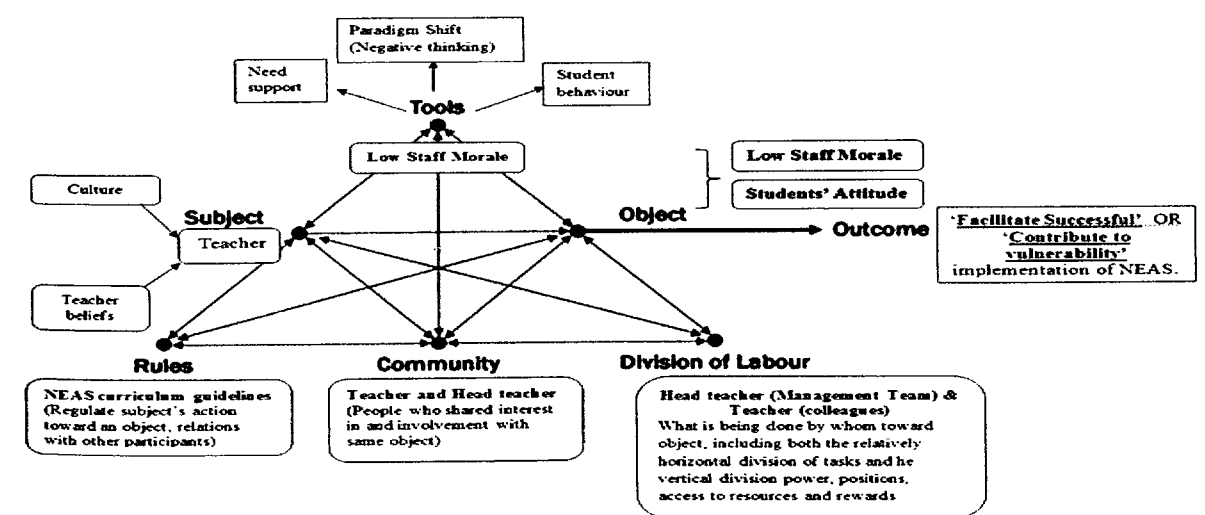 Paradigm Shift
(Negative thinking)
Need
support
Student
behaviour
Tools
Low Staff Morale
Low Staff Morale
Students' Attitude
Culture
Subject
Teacher
Teacher
beliefs
Object
Outcome
‘Facilitate Successful’ OR
‘Contribute to
vulnerability’
implementation of NEAS.
Rules
Community
Division of Labour
NEAS curriculum guidelines
(Regulate subject's action
toward an object, relations
with other participants)
Teacher and Head teacher
(People who shared interest
in and involvement with
same object)
Head teacher (Management Team) &
Teacher (colleagues)
What is being done by whom toward
object, including both the relatively
horizontal division of tasks and he
vertical division power, positions,
access to resources and rewards